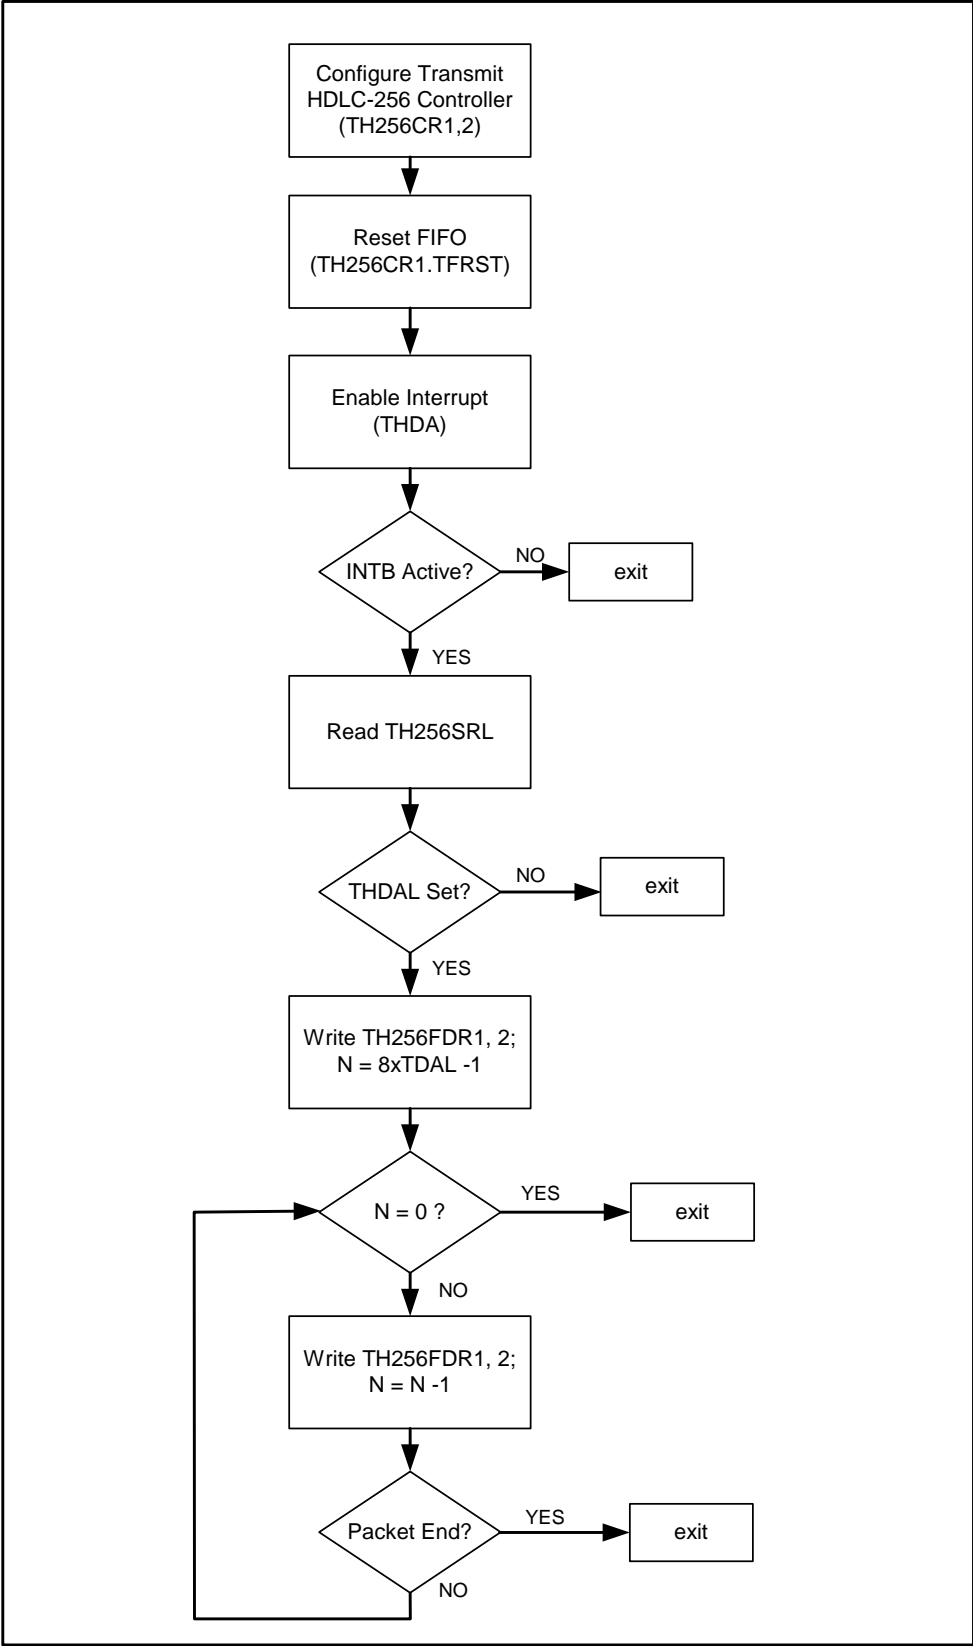 Configure Transmit
HDLC-256 Controller
(TH256CR1,2)
Reset FIFO
(TH256CR1.TFRST)
Enable Interrupt
(THDA)
INTB Active?
NO
exit
YES
Read TH256SRL
THDAL Set?
NO
exit
YES
Write TH256FDR1, 2;
N = 8xTDAL -1
N = 0 ?
YES
exit
NO
Write TH256FDR1, 2;
N = N -1
Packet End?
YES
exit
NO